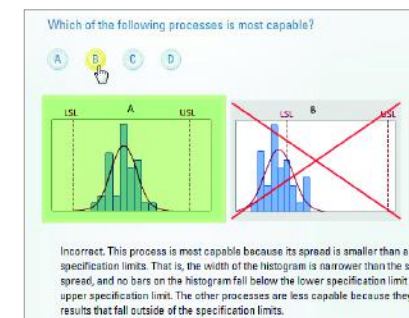 Which of the following processes is most capable?
A B C D
A B
LSL USL LSL USL
Incorrect. This process is most capable because its spread is smaller than a
specification limits. That is, the width of the histogram is narrower than the s
spread, and no bars on the histogram fall below the lower specification limit
upper specification limit. The other processes are less capable because they
results that fall outside of the specification limits.